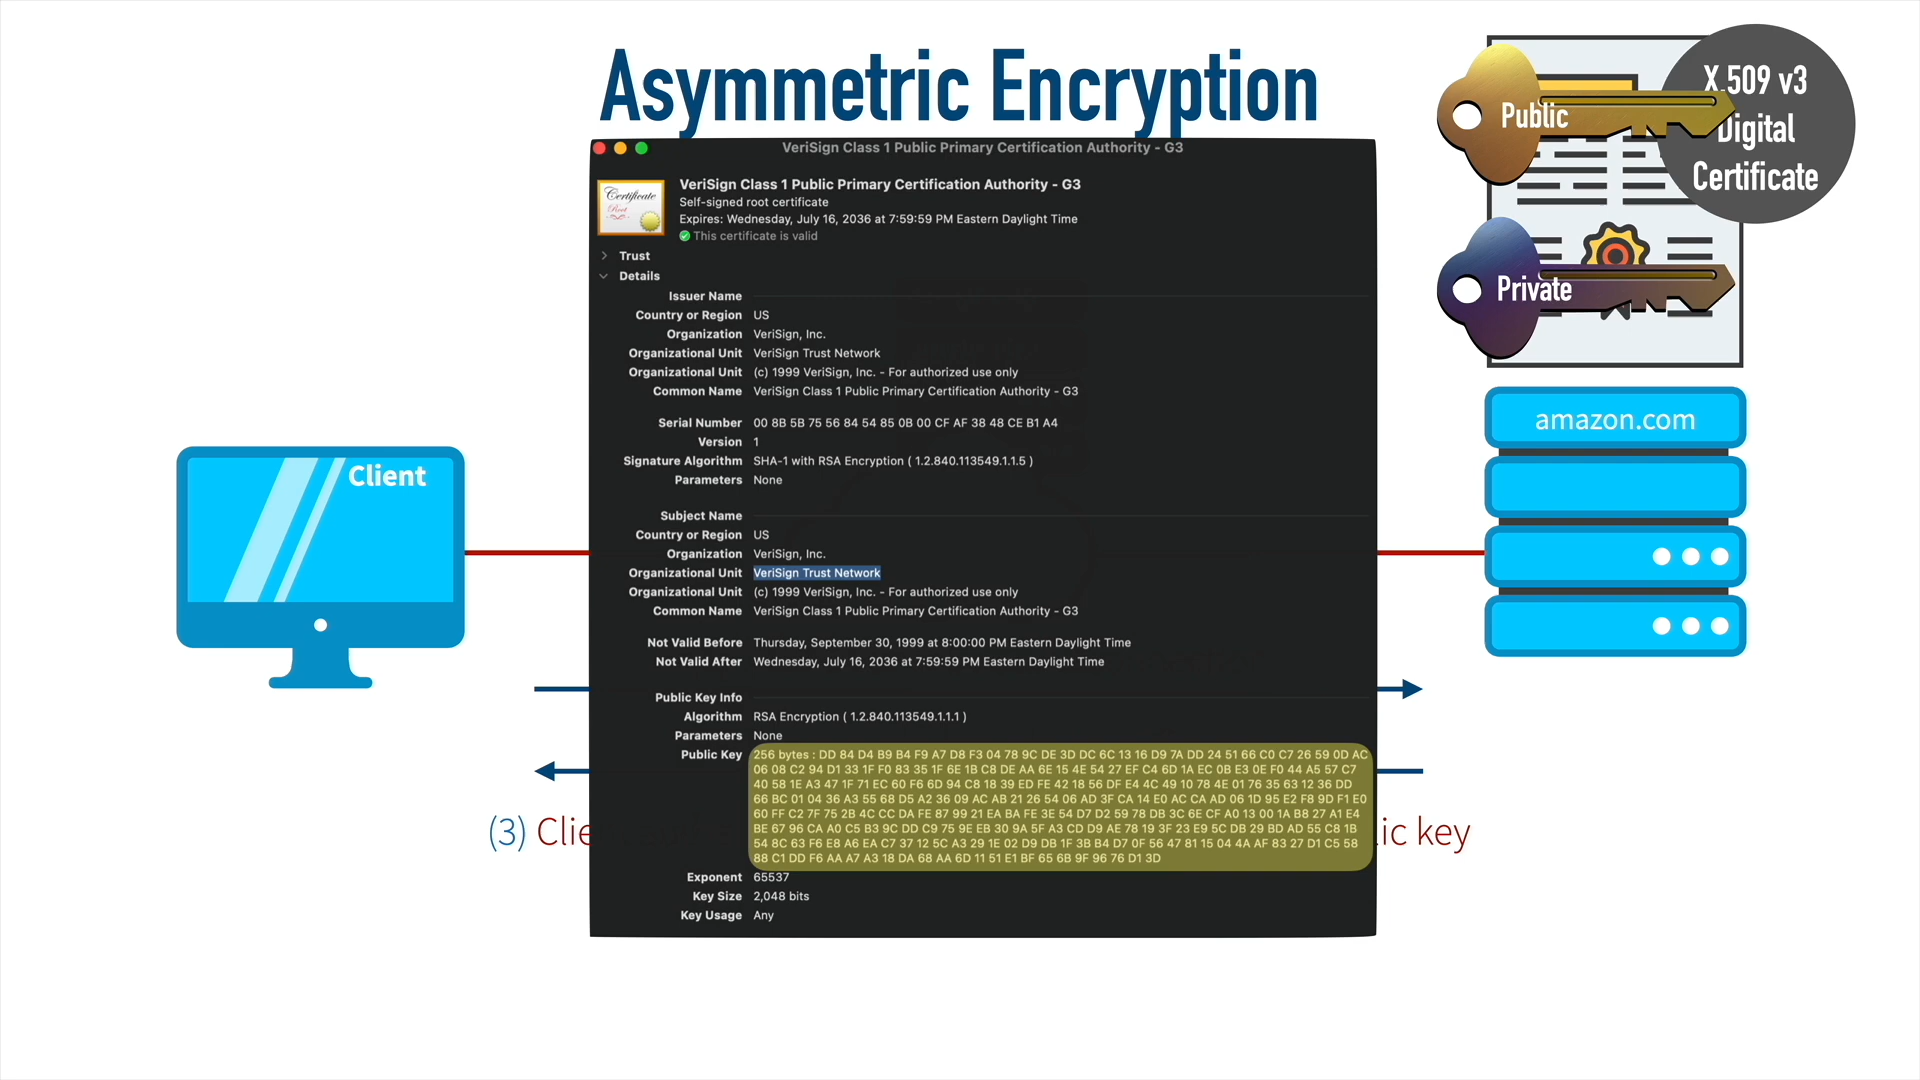 Asymmetric Encryption
X.509 v3
Digital
Certificate
Public
Private
amazon.com
Client
VeriSign Class 1 Public Primary Certification Authority - G3
Certificate
Root
VeriSign Class 1 Public Primary Certification Authority - G3
Self-signed root certificate
Expires: Wednesday, July 16, 2036 at 7:59:59 PM Eastern Daylight Time
This certificate is valid
Trust
Details
Issuer Name
Country or Region US
Organization VeriSign, Inc.
Organizational Unit VeriSign Trust Network
Organizational Unit (c) 1999 VeriSign, Inc. - For authorized use only
Common Name VeriSign Class 1 Public Primary Certification Authority - G3
Serial Number 00 8B 5B 75 56 84 54 85 0B 00 CF AF 38 48 CE B1 A4
Version 1
Signature Algorithm SHA-1 with RSA Encryption ( 1.2.840.113549.1.1.5 )
Parameters None
Subject Name
Country or Region US
Organization VeriSign, Inc.
Organizational Unit VeriSign Trust Network
Organizational Unit (c) 1999 VeriSign, Inc. - For authorized use only
Common Name VeriSign Class 1 Public Primary Certification Authority - G3
Not Valid Before Thursday, September 30, 1999 at 8:00:00 PM Eastern Daylight Time
Not Valid After Wednesday, July 16, 2036 at 7:59:59 PM Eastern Daylight Time
Public Key Info
Algorithm RSA Encryption ( 1.2.840.113549.1.1.1 )
Parameters None
Public Key 256 bytes : DD 84 D4 B9 B4 F9 A7 D8 F3 04 78 9C DE 3D DC 6C 13 16 D9 7A DD 24 51 66 C0 C7 26 59 0D AC
06 08 C2 94 D1 33 1F F0 83 35 1F 6E 1B C8 DE AA 6E 15 4E 54 27 EF C4 6D 1A EC 0B E3 0E F0 44 A5 57 C7
40 58 1E A3 47 1F 71 EC 60 F6 6D 94 C8 18 39 ED FE 42 18 56 DF E4 4C 49 10 78 4E 01 76 35 63 12 36 DD
66 BC 01 04 36 A3 55 68 D5 A2 36 09 AC AB 21 26 54 06 AD 3F CA 14 E0 AC CA AD 06 1D 95 E2 F8 9D F1 E0
60 FF C2 7F 75 2B 4C CC DA FE 87 99 21 EA BA FE 3E 54 D7 D2 59 78 DB 3C 6E CF A0 13 00 1A B8 27 A1 E4
BE 67 96 CA A0 C5 B3 9C DD C9 75 9E EB 30 9A 5F A3 CD D9 AE 78 19 3F 23 E9 5C DB 29 BD AD 55 C8 1B
54 8C 63 F6 E8 A6 EA C7 37 12 5C A3 29 1E 02 D9 DB 1F 3B B4 D7 0F 56 47 81 15 04 4A AF 83 27 D1 C5 58
88 C1 DD F6 AA A7 A3 18 DA 68 AA 6D 11 51 E1 BF 65 6B 9F 96 76 D1 3D
Exponent 65537
Key Size 2,048 bits
Key Usage Any
(3) key